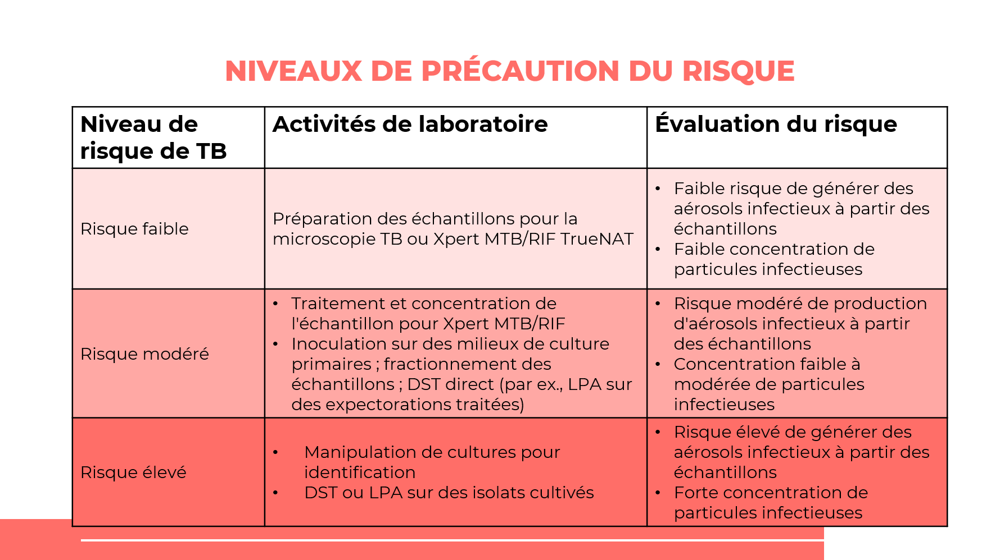 NIVEAUX DE PRÉCAUTION DU RISQUE
Niveau de
risque de TB
Activités de laboratoire
Évaluation du risque
Risque faible
Préparation des échantillons pour la
microscopie TB ou Xpert MTB/RIF TrueNAT
• Faible risque de générer des
aérosols infectieux à partir des
échantillons
• Faible concentration de
particules infectieuses
Risque modéré
• Traitement et concentration de
l'échantillon pour Xpert MTB/RIF
• Inoculation sur des milieux de culture
primaires ; fractionnement des
échantillons ; DST direct (par ex., LPA sur
des expectorations traitées)
• Risque modéré de production
d'aérosols infectieux à partir
des échantillons
• Concentration faible à
modérée de particules
infectieuses
Risque élevé
• Manipulation de cultures pour
identification
• DST ou LPA sur des isolats cultivés
• Risque élevé de générer des
aérosols infectieux à partir des
échantillons
• Forte concentration de
particules infectieuses